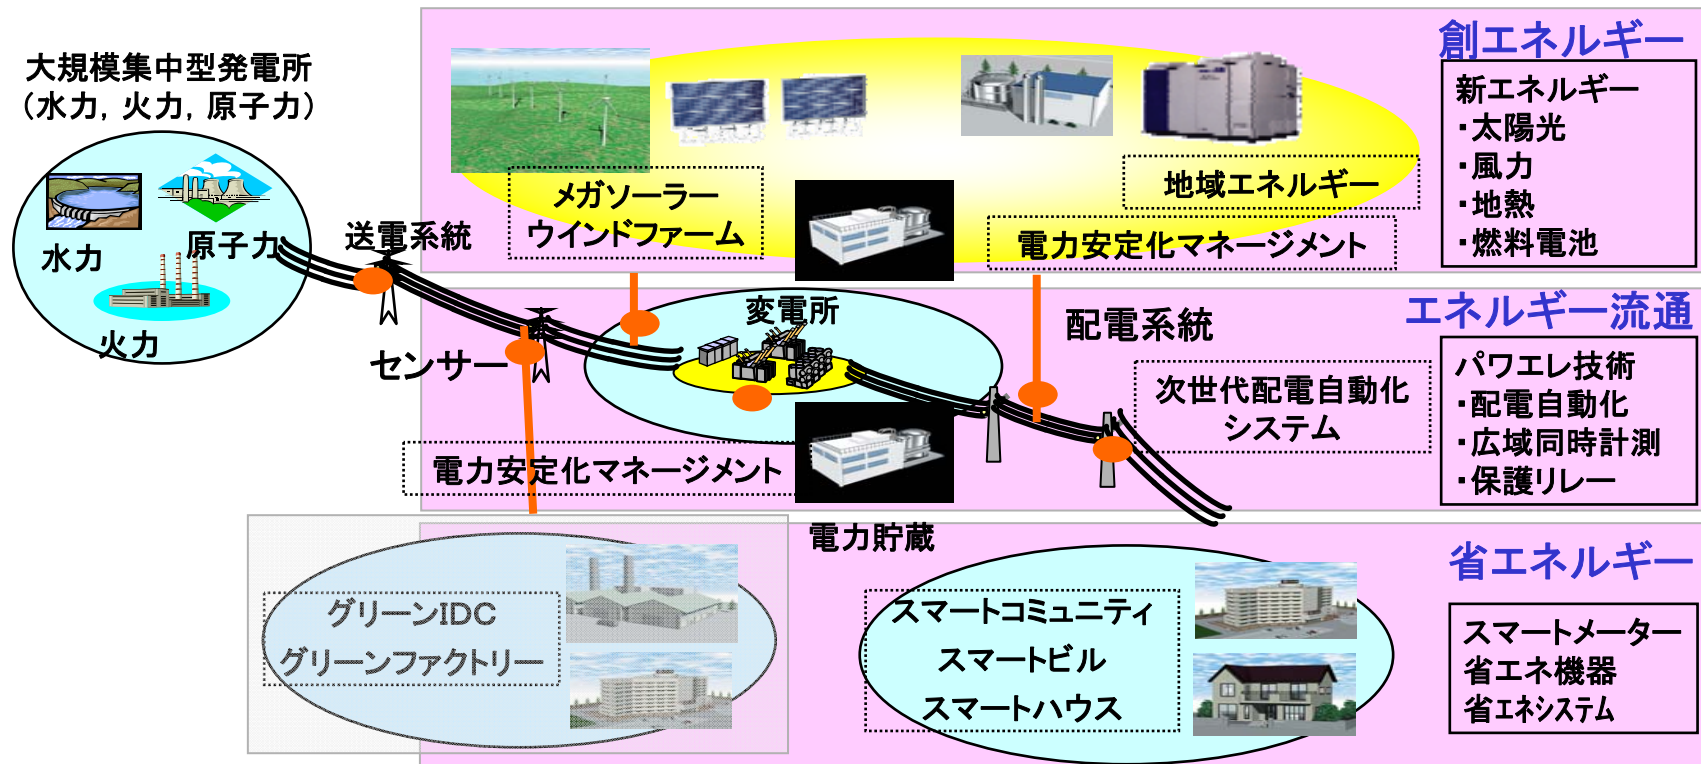 大規模集中型発電所
（水力，火力，原子力）
水力
原子力
火力
送電系統
センサー
創エネルギー
新エネルギー
・太陽光
・風力
・地熱
・燃料電池
メガソーラー
ウインドファーム
地域エネルギー
電力安定化マネージメント
エネルギー流通
変電所
配電系統
次世代配電自動化
システム
パワエレ技術
・配電自動化
・広域同時計測
・保護リレー
電力安定化マネージメント
電力貯蔵
省エネルギー
グリーンIDC
グリーンファクトリー
スマートコミュニティ
スマートビル
スマートハウス
スマートメーター
省エネ機器
省エネシステム